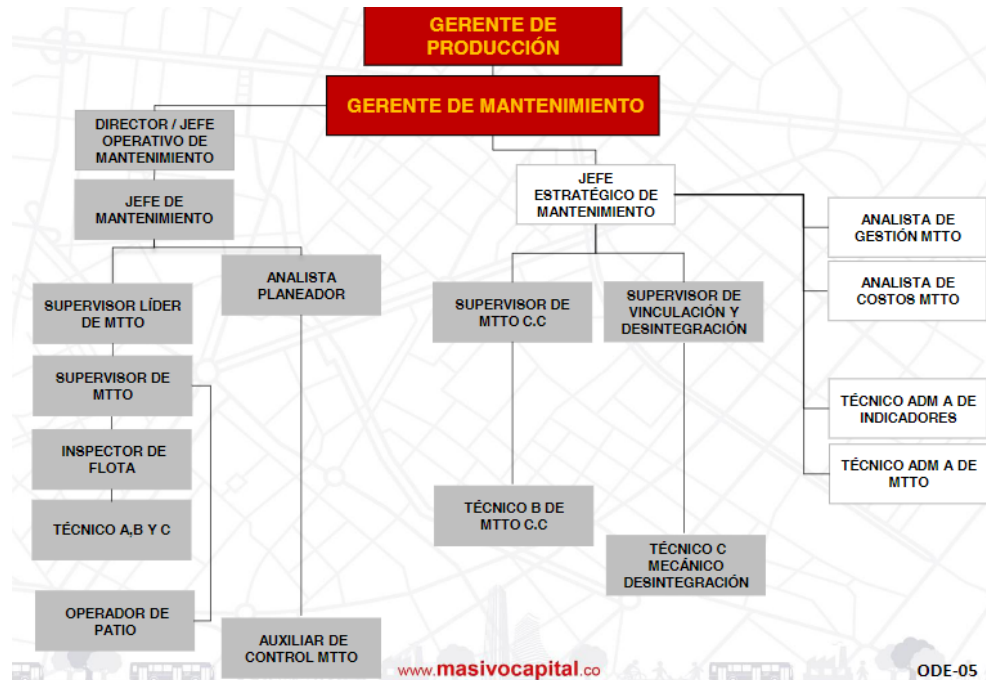 GERENTE DE
PRODUCCIÓN
GERENTE DE MANTENIMIENTO
DIRECTOR / JEFE
OPERATIVO DE
MANTENIMIENTO
JEFE DE
MANTENIMIENTO
JEFE
ESTRATÉGICO DE
MANTENIMIENTO
ANALISTA DE
GESTIÓN MTTO
ANALISTA DE
COSTOS MTTO
TÉCNICO ADM A DE
INDICADORES
TÉCNICO ADM A DE
MTTO
SUPERVISOR LÍDER
DE MTTO
ANALISTA
PLANEADOR
SUPERVISOR DE
MTTO C.C
SUPERVISOR DE
VINCULACIÓN Y
DESINTEGRACIÓN
SUPERVISOR DE
MTTO
INSPECTOR DE
FLOTA
TÉCNICO A,B Y C
TÉCNICO B DE
MTTO C.C
TÉCNICO C
MECÁNICO
DESINTEGRACIÓN
OPERADOR DE
PATIO
AUXILIAR DE
CONTROL MTTO
www.masivocapital.co
ODE-05